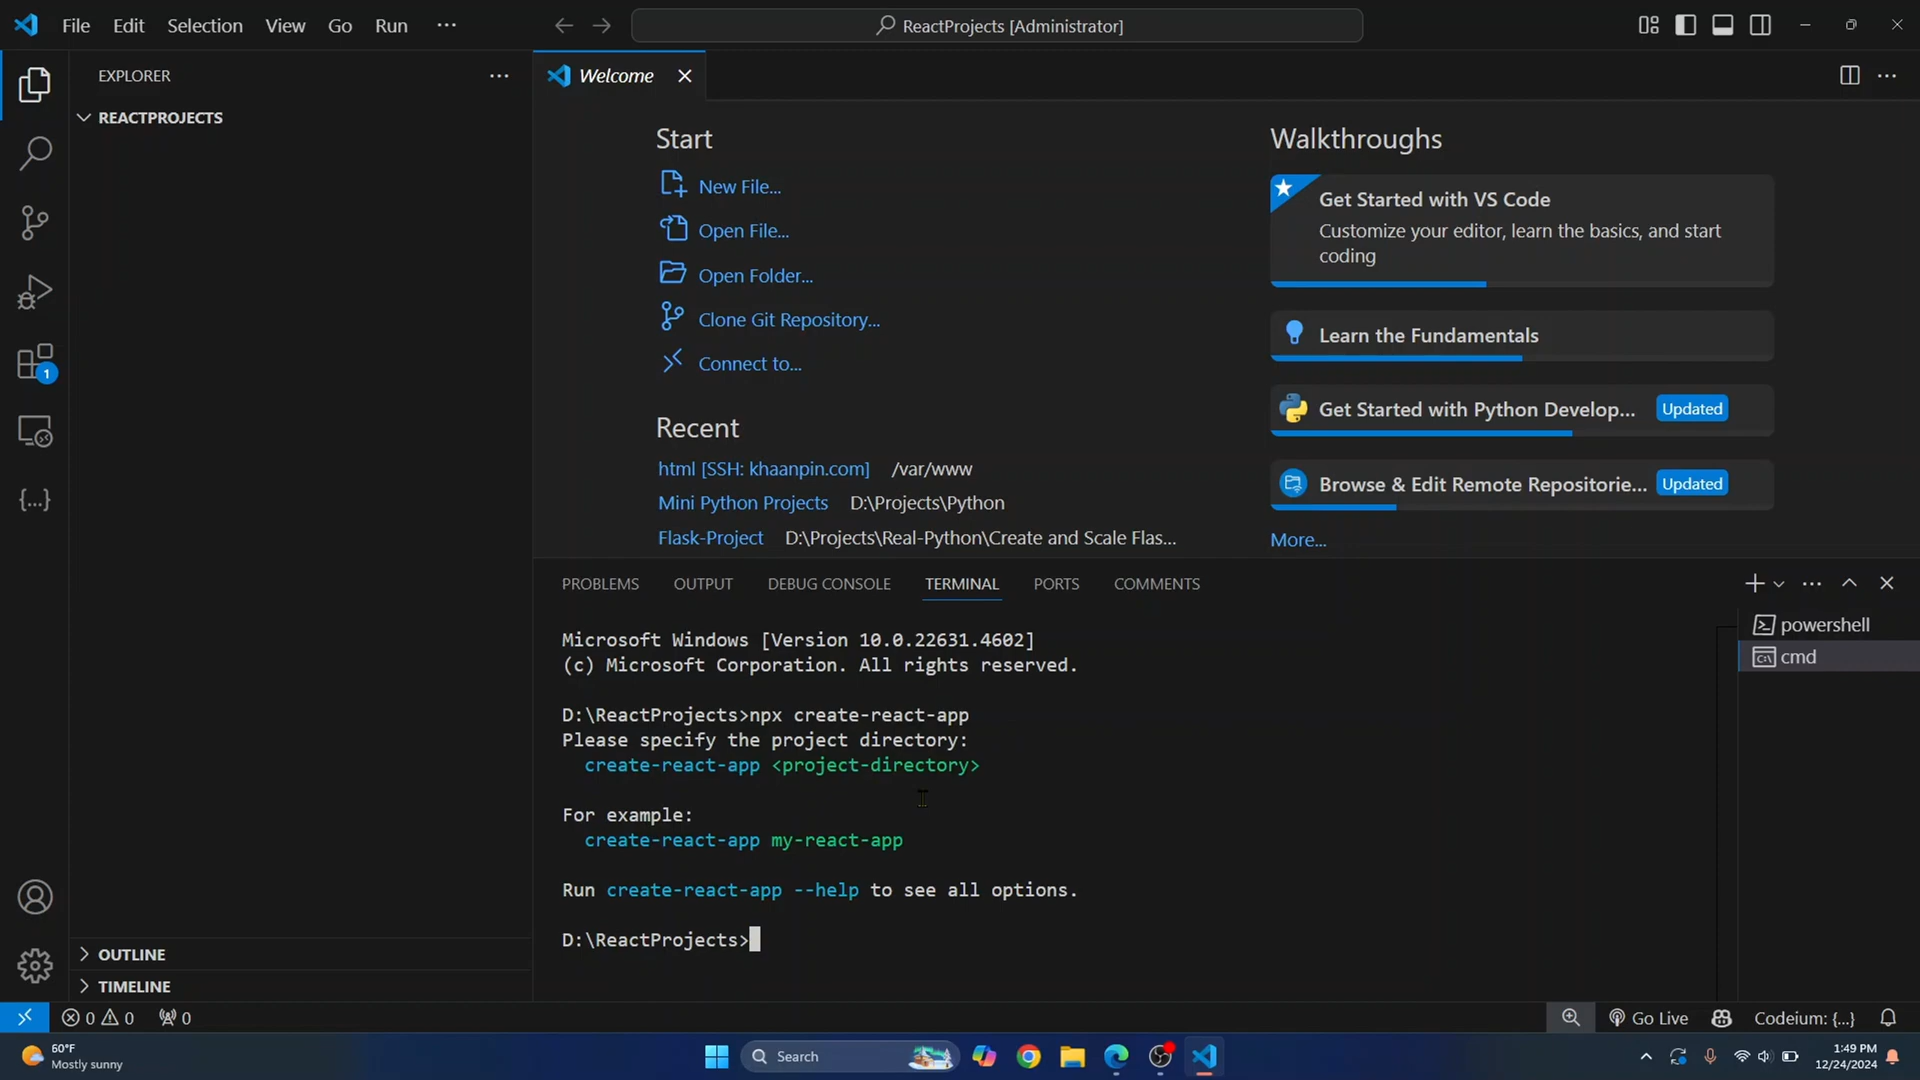 File Edit Selection View Go Run ···
ReactProjects [Administrator]
EXPLORER
REACTPROJECTS
OUTLINE
TIMELINE
Welcome
Start
New File...
Open File...
Open Folder...
Clone Git Repository...
Connect to...
Recent
html [SSH: khaanpin.com] /var/www
Mini Python Projects D:\Projects\Python
Flask-Project D:\Projects\Real-Python\Create and Scale Flas...
Walkthroughs
Get Started with VS Code
Customize your editor, learn the basics, and start
coding
Learn the Fundamentals
Get Started with Python Develop... Updated
Browse & Edit Remote Repositorie... Updated
More...
1
PROBLEMS OUTPUT DEBUG CONSOLE TERMINAL PORTS COMMENTS
powershell
cmd
Microsoft Windows [Version 10.0.22631.4602]
(c) Microsoft Corporation. All rights reserved.
D:\ReactProjects>npx create-react-app
Please specify the project directory:
create-react-app <project-directory>
For example:
create-react-app my-react-app
Run create-react-app --help to see all options.
D:\ReactProjects>
0 0 0
Go Live
Codeium: {...}
60°F
Mostly sunny
Search
1:49 PM
12/24/2024